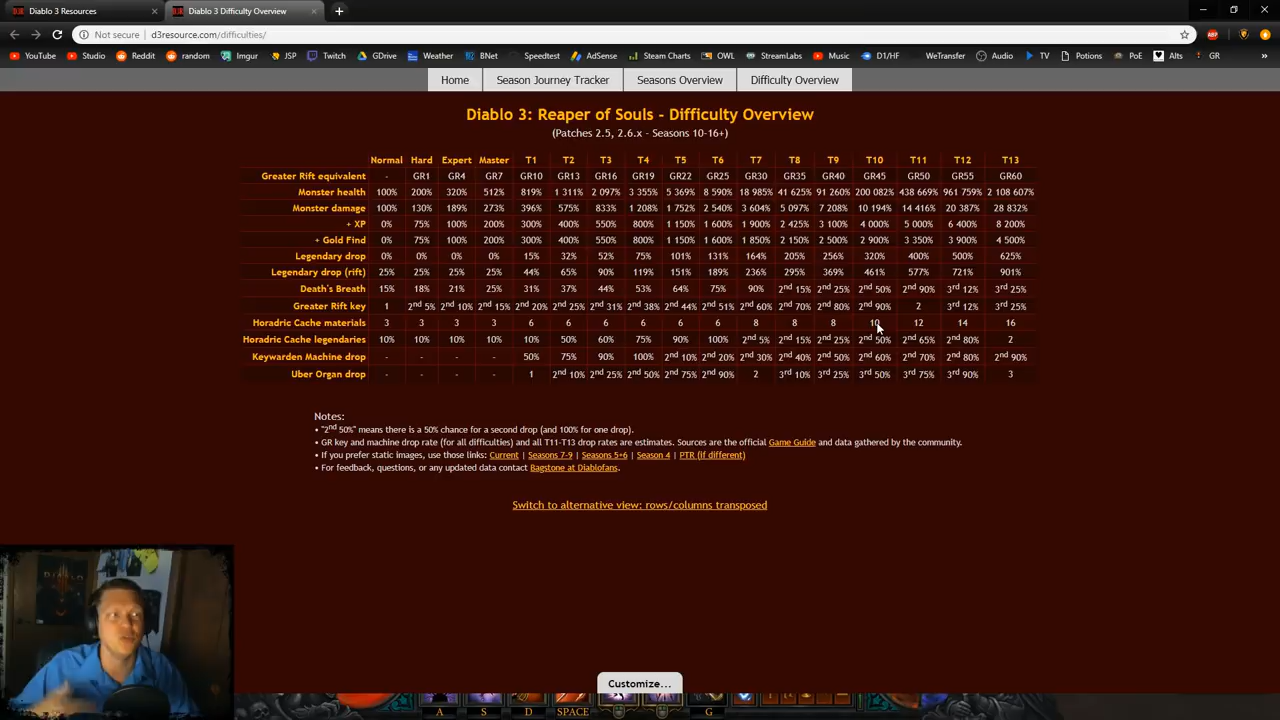 Diablo 3 Resources
Diablo 3 Difficulty Overview
Not secure | d3resource.com/difficulties/
YouTube Studio Reddit random Imgur JSP Twitch GDrive Weather BNet Speedtest AdSense Steam Charts OWL StreamLabs Music D1/HF WeTransfer Audio TV Potions PoE Alts GR »
Home Season Journey Tracker Seasons Overview Difficulty Overview
Diablo 3: Reaper of Souls - Difficulty Overview
(Patches 2.5, 2.6.x - Seasons 10-16+)
Normal Hard Expert Master T1 T2 T3 T4 T5 T6 T7 T8 T9 T10 T11 T12 T13
Greater Rift equivalent - GR1 GR4 GR7 GR10 GR13 GR16 GR19 GR22 GR25 GR30 GR35 GR40 GR45 GR50 GR55 GR60
Monster health 100% 200% 320% 512% 819% 1 311% 2 097% 3 355% 5 369% 8 590% 18 985% 41 625% 91 260% 200 082% 438 669% 961 759% 2 108 607%
Monster damage 100% 130% 189% 273% 396% 575% 833% 1 208% 1 752% 2 540% 3 604% 5 097% 7 208% 10 194% 14 416% 20 387% 28 832%
+ XP 0% 75% 100% 200% 300% 400% 550% 800% 1 150% 1 600% 1 900% 2 425% 3 100% 4 000% 5 000% 6 400% 8 200%
+ Gold Find 0% 75% 100% 200% 300% 400% 550% 800% 1 150% 1 600% 1 850% 2 150% 2 500% 2 900% 3 350% 3 900% 4 500%
Legendary drop 0% 0% 0% 0% 15% 32% 52% 75% 101% 131% 164% 205% 256% 320% 400% 500% 625%
Legendary drop (rift) 25% 25% 25% 25% 44% 65% 90% 119% 151% 189% 236% 295% 369% 461% 577% 721% 901%
Death's Breath 15% 18% 21% 25% 31% 37% 44% 53% 64% 75% 90% 2nd 15% 2nd 25% 2nd 50% 2nd 90% 3rd 12% 3rd 25%
Greater Rift key 1 2nd 5% 2nd 10% 2nd 15% 2nd 20% 2nd 25% 2nd 31% 2nd 38% 2nd 44% 2nd 51% 2nd 60% 2nd 70% 2nd 80% 2nd 90% 2 3rd 12% 3rd 25%
Horadric Cache materials 3 3 3 3 6 6 6 6 6 6 8 8 8 10 12 14 16
Horadric Cache legendaries 10% 10% 10% 10% 10% 50% 60% 75% 90% 100% 2nd 5% 2nd 15% 2nd 25% 2nd 50% 2nd 65% 2nd 80% 2
Keywarden Machine drop - - - - 50% 75% 90% 100% 2nd 10% 2nd 20% 2nd 30% 2nd 40% 2nd 50% 2nd 60% 2nd 70% 2nd 80% 2nd 90%
Uber Organ drop - - - - 1 2nd 10% 2nd 25% 2nd 50% 2nd 75% 2nd 90% 2 3rd 10% 3rd 25% 3rd 50% 3rd 75% 3rd 90% 3
Notes:
• "2nd 50%" means there is a 50% chance for a second drop (and 100% for one drop).
• GR key and machine drop rate (for all difficulties) and all T11-T13 drop rates are estimates. Sources are the official Game Guide and data gathered by the community.
• If you prefer static images, use those links: Current | Seasons 7-9 | Seasons 5+6 | Season 4 | PTR (if different)
• For feedback, questions, or any updated data contact Bagstone at Diablofans.
Switch to alternative view: rows/columns transposed
Customize...
A S D SPACE G